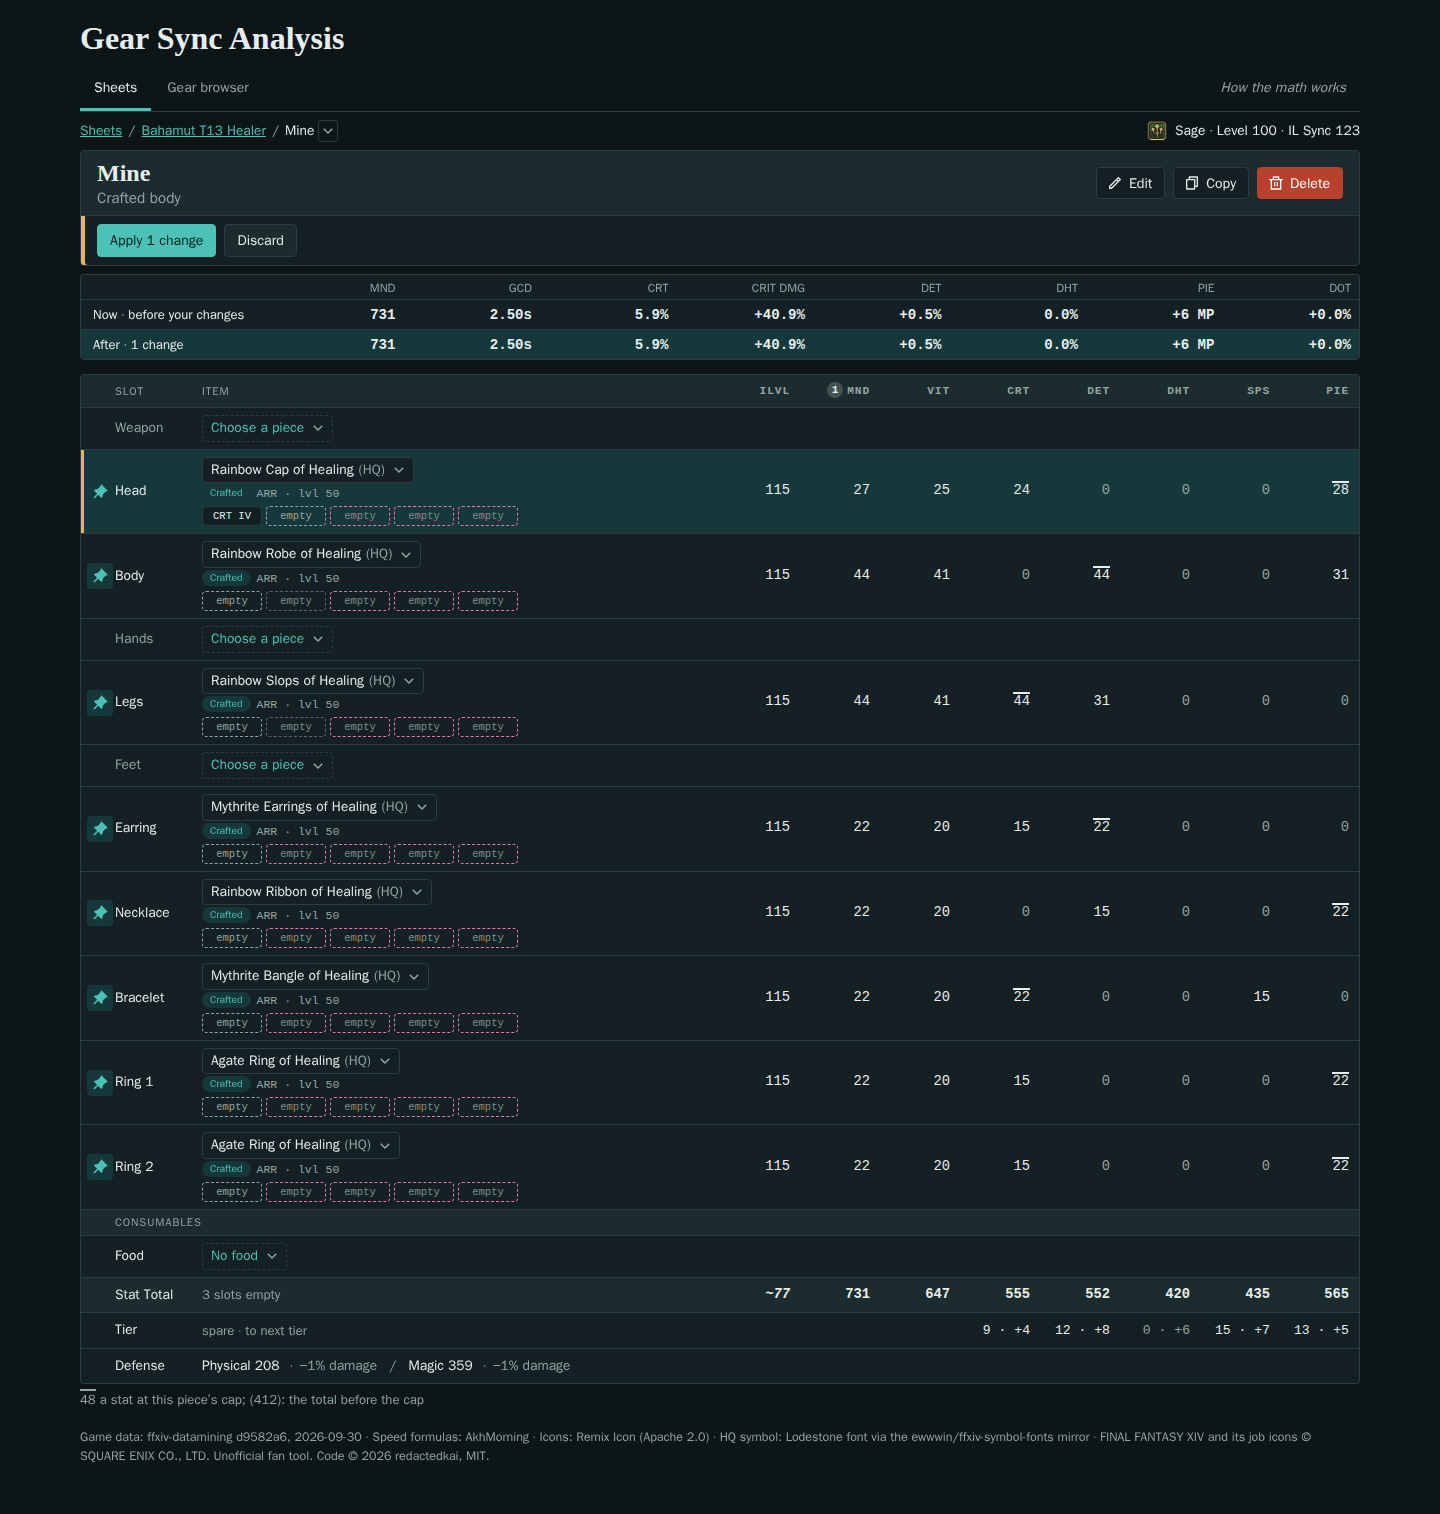 Gear Sync Analysis
Sheets Gear browser How the math works
Sheets / Bahamut T13 Healer / Mine Sage · Level 100 · IL Sync 123
Mine
Crafted body
Edit Copy Delete
Apply 1 change Discard
MND GCD CRT CRIT DMG DET DHT PIE DOT
Now · before your changes 731 2.50s 5.9% +40.9% +0.5% 0.0% +6 MP +0.0%
After · 1 change 731 2.50s 5.9% +40.9% +0.5% 0.0% +6 MP +0.0%
SLOT ITEM ILVL 1 MND VIT CRT DET DHT SPS PIE
Weapon Choose a piece
Rainbow Cap of Healing (HQ)
Head 115 27 25 24 0 0 0 28
Crafted ARR · lvl 50
CRT IV empty empty empty empty
Rainbow Robe of Healing (HQ)
Body 115 44 41 0 44 0 0 31
Crafted ARR · lvl 50
empty empty empty empty empty
Hands Choose a piece
Rainbow Slops of Healing (HQ)
Legs 115 44 41 44 31 0 0 0
Crafted ARR · lvl 50
empty empty empty empty empty
Feet Choose a piece
Mythrite Earrings of Healing (HQ)
Earring 115 22 20 15 22 0 0 0
Crafted ARR · lvl 50
empty empty empty empty empty
Rainbow Ribbon of Healing (HQ)
Necklace 115 22 20 0 15 0 0 22
Crafted ARR · lvl 50
empty empty empty empty empty
Mythrite Bangle of Healing (HQ)
Bracelet 115 22 20 22 0 0 15 0
Crafted ARR · lvl 50
empty empty empty empty empty
Agate Ring of Healing (HQ)
Ring 1 115 22 20 15 0 0 0 22
Crafted ARR · lvl 50
empty empty empty empty empty
Agate Ring of Healing (HQ)
Ring 2 115 22 20 15 0 0 0 22
Crafted ARR · lvl 50
empty empty empty empty empty
CONSUMABLES
Food No food
Stat Total 3 slots empty ~77 731 647 555 552 420 435 565
Tier spare · to next tier 9 · +4 12 · +8 0 · +6 15 · +7 13 · +5
Defense Physical 208 · −1% damage / Magic 359 · −1% damage
48 a stat at this piece's cap; (412): the total before the cap
Game data: ffxiv-datamining d9582a6, 2026-09-30 · Speed formulas: AkhMorning · Icons: Remix Icon (Apache 2.0) · HQ symbol: Lodestone font via the ewwwin/ffxiv-symbol-fonts mirror · FINAL FANTASY XIV and its job icons ©
SQUARE ENIX CO., LTD. Unofficial fan tool. Code © 2026 redactedkai, MIT.